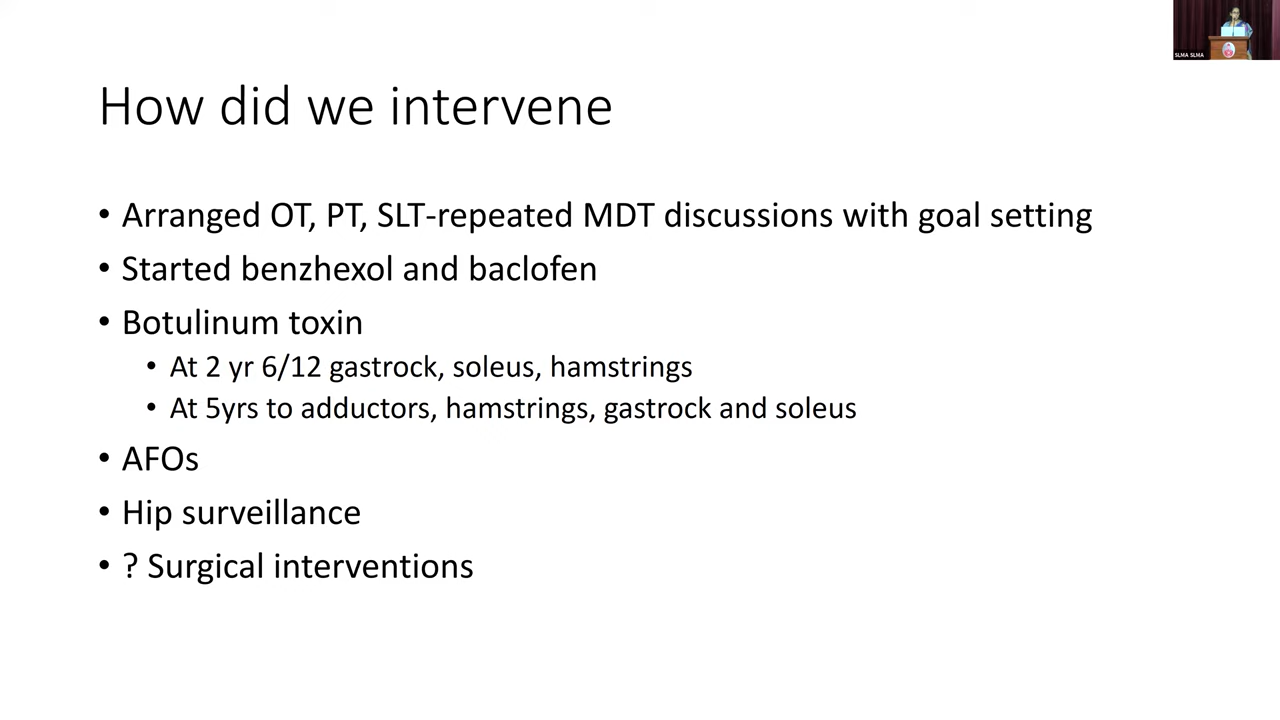 SLMA SLMA
How did we intervene
• Arranged OT, PT, SLT-repeated MDT discussions with goal setting
• Started benzhexol and baclofen
• Botulinum toxin
• At 2 yr 6/12 gastrock, soleus, hamstrings
• At 5yrs to adductors, hamstrings, gastrock and soleus
• AFOs
• Hip surveillance
• ? Surgical interventions